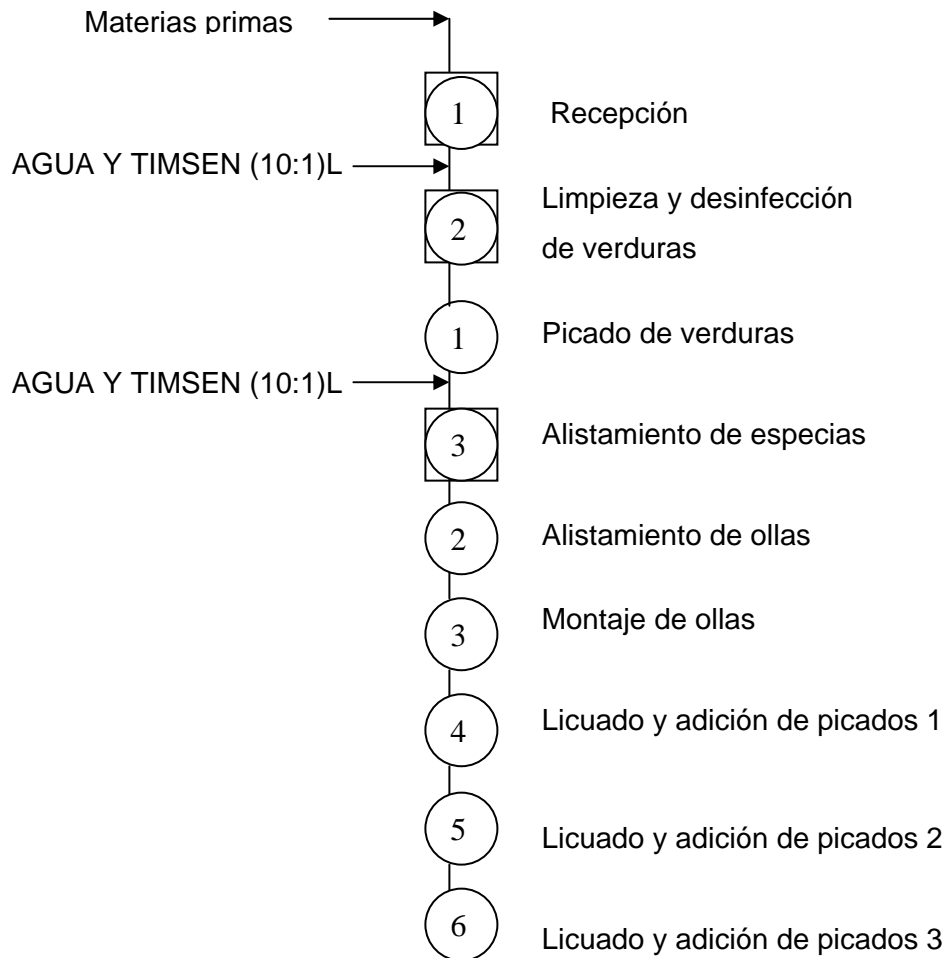 Materias primas
1
Recepción
AGUA Y TIMSEN (10:1)L
2
Limpieza y desinfección
de verduras
1
Picado de verduras
AGUA Y TIMSEN (10:1)L
3
Alistamiento de especias
2
Alistamiento de ollas
3
Montaje de ollas
4
Licuado y adición de picados 1
5
Licuado y adición de picados 2
6
Licuado y adición de picados 3